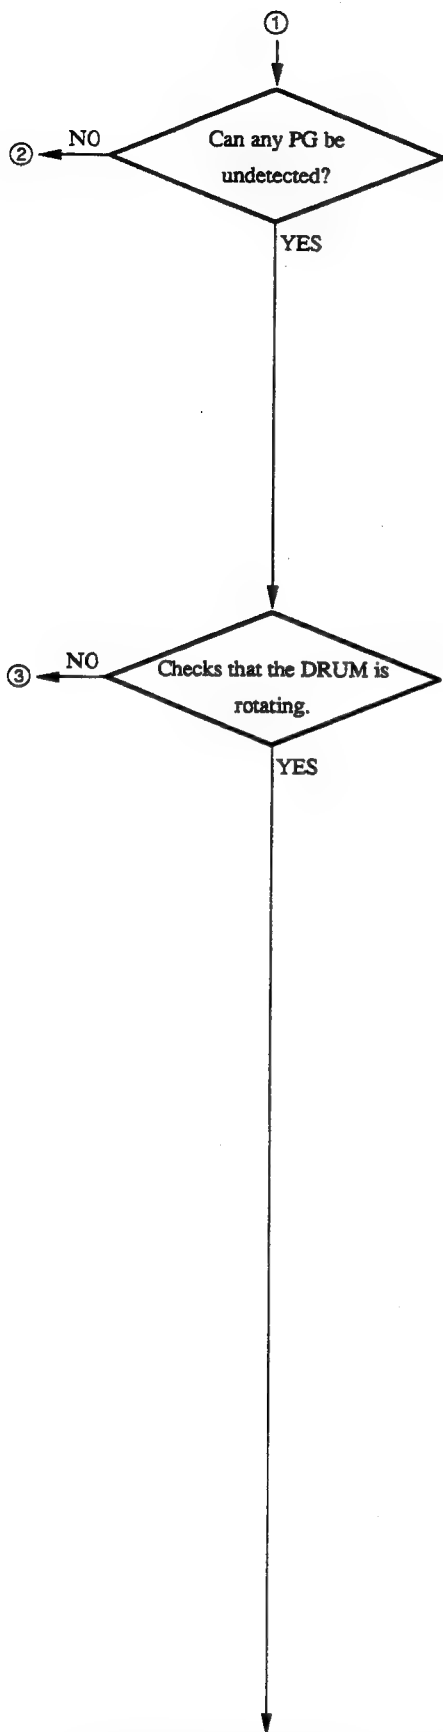 ①
Can any PG be
undetected?
NO
②
YES
Checks that the DRUM is
rotating.
NO
③
YES